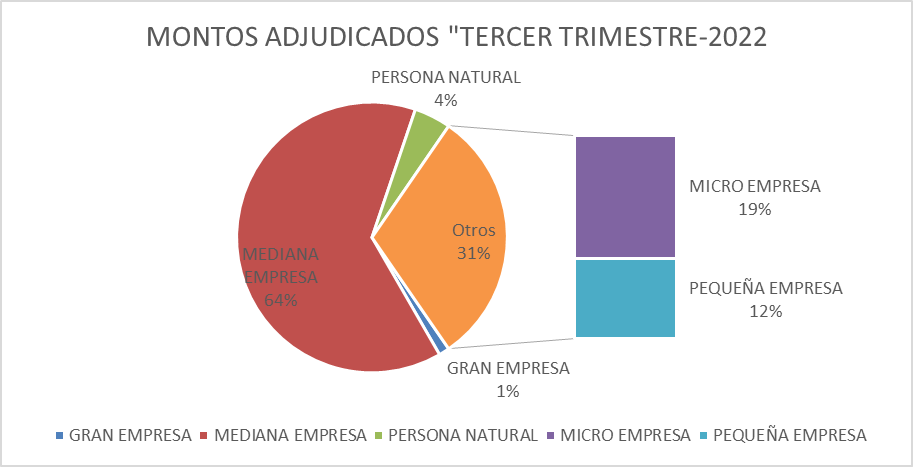 MONTOS ADJUDICADOS "TERCER TRIMESTRE-2022
PERSONA NATURAL
4%
MICRO EMPRESA
19%
Otros
31%
MEDIANA
EMPRESA
64%
PEQUEÑA EMPRESA
12%
GRAN EMPRESA
1%
GRAN EMPRESA MEDIANA EMPRESA PERSONA NATURAL MICRO EMPRESA PEQUEÑA EMPRESA